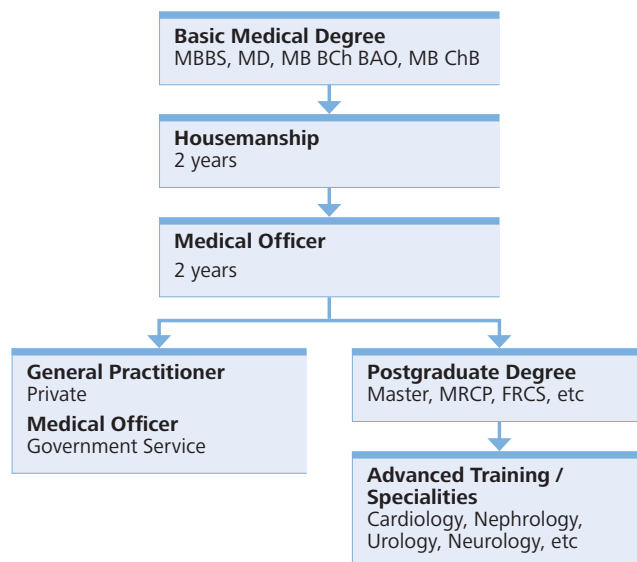 Basic Medical Degree
MBBS, MD, MB BCh BAO, MB ChB
Housemanship
2 years
Medical Officer
2 years
General Practitioner
Private
Medical Officer
Government Service
Postgraduate Degree
Master, MRCP, FRCS, etc
Advanced Training /
Specialities
Cardiology, Nephrology,
Urology, Neurology, etc